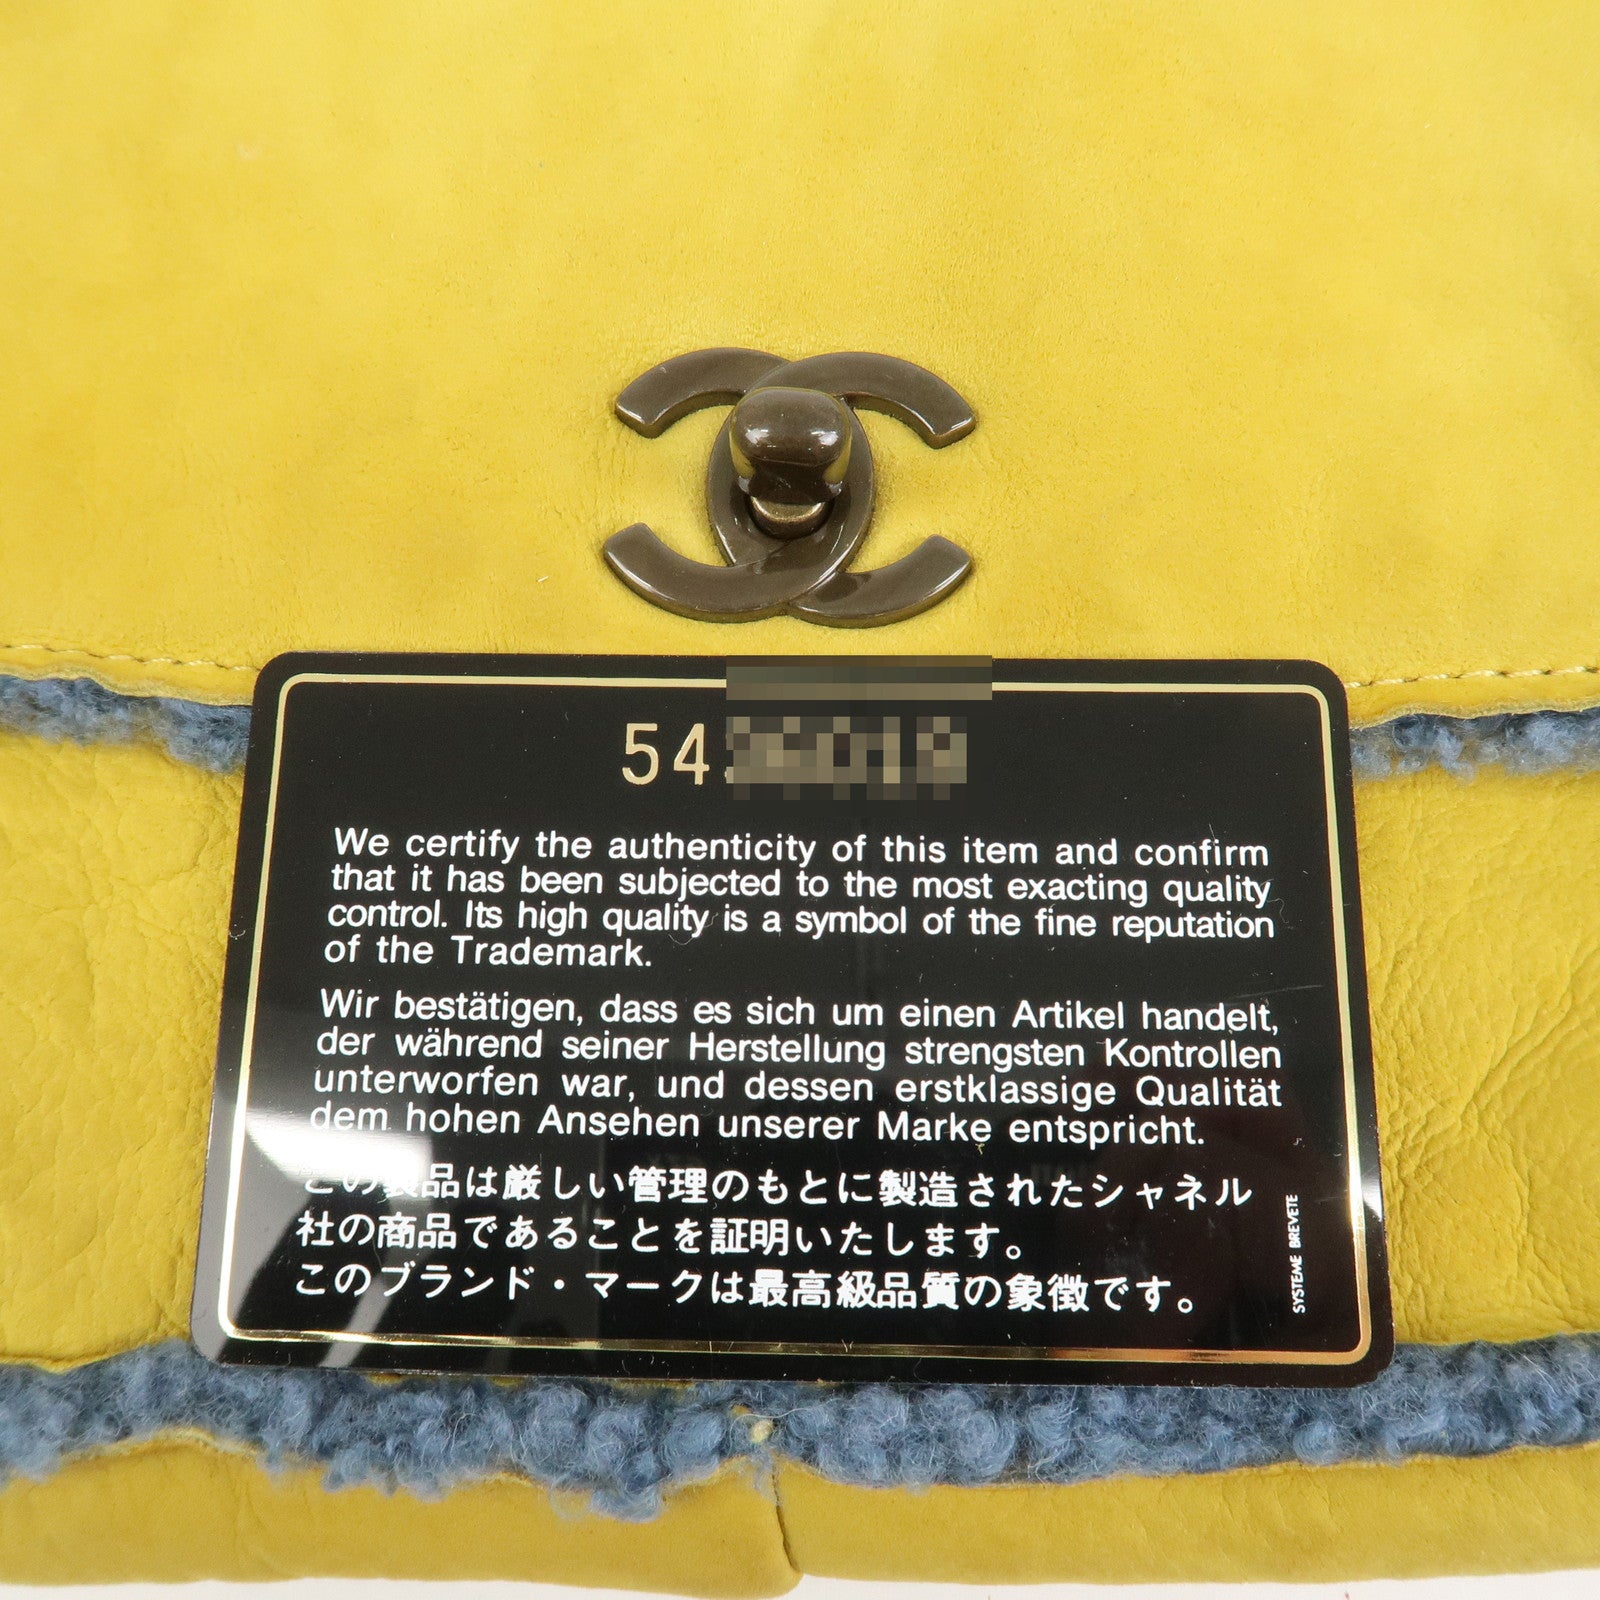 54
We certify the authenticity of this item and confirm
that it has been subjected to the most exacting quality
control. Its high quality is a symbol of the fine reputation
of the Trademark.
Wir bestätigen, dass es sich um einen Artikel handelt,
der während seiner Herstellung strengsten Kontrollen
unterworfen war, und dessen erstklassige Qualität
dem hohen Ansehen unserer Marke entspricht.
この製品は厳しい管理のもとに製造されたシャネル
社の商品であることを証明いたします。
このブランド・マークは最高級品質の象徴です。
SYSTEME BREVETE